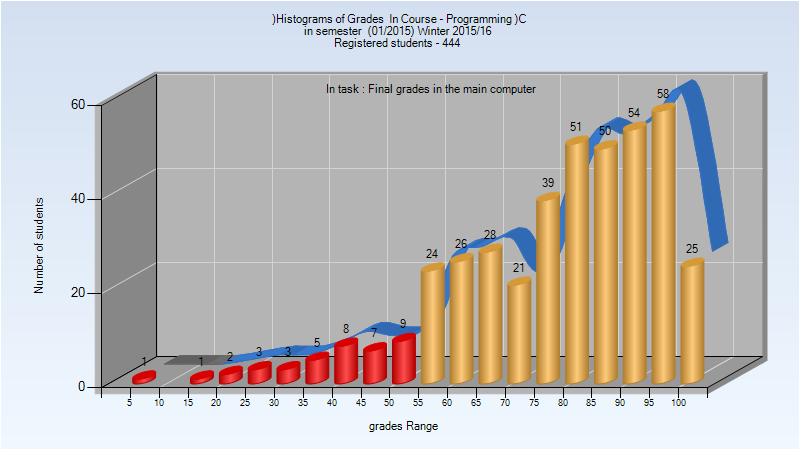 )Histograms of Grades  In Course - Programming )C
in semester  (01/2015) Winter 2015/16
Registered students - 444
In task : Final grades in the main computer
60
40
20
0
Number of students
1 1 2 3 3 5 8 7 9 24 26 28 21 39 51 50 54 58 25
5 10 15 20 25 30 35 40 45 50 55 60 65 70 75 80 85 90 95 100
grades Range